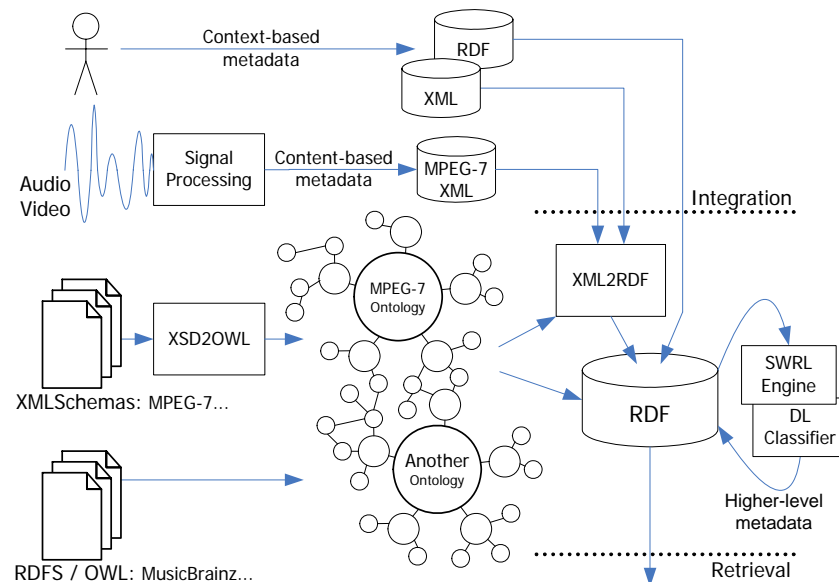 Context-based
metadata
RDF
XML
Audio
Video
Signal
Processing
Content-based
metadata
MPEG-7
XML
Integration
MPEG-7
Ontology
XML2RDF
XSD2OWL
XMLSchemas: MPEG-7...
RDF
SWRL
Engine
DL
Classifier
Another
Ontology
Higher-level
metadata
RDFS / OWL: MusicBrainz...
Retrieval